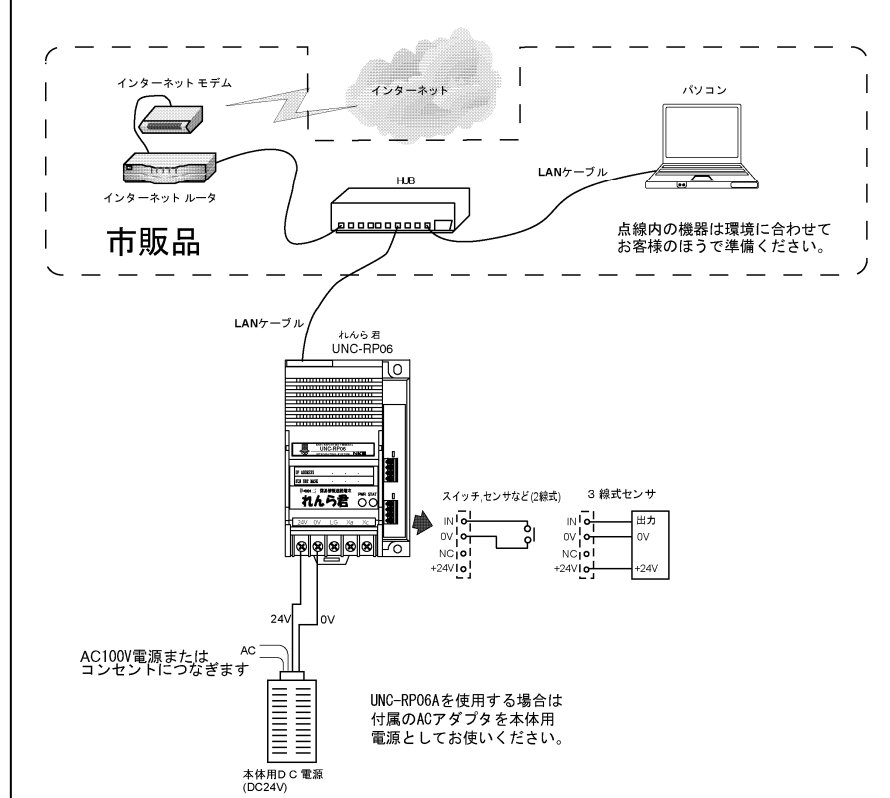 インターネット モデム
インターネット
パソコン
インターネット ルータ
HUB
LANケーブル
市販品
点線内の機器は環境に合わせて
お客様のほうで準備ください。
LANケーブル
れんら君
UNC-RP06
UNC-RP06
IP ADDRESS
SUB NET MASK
れんら君
PWR STAT
24V 0V LG Xa Xc
スイッチ,センサなど(2線式)
IN
0V
NC
+24V
3 線式センサ
IN
0V
NC
+24V
出力
0V
+24V
24V
0V
AC
AC100V電源または
コンセントにつなぎます
UNC-RP06Aを使用する場合は
付属のACアダプタを本体用
電源としてお使いください。
本体用DC電源
(DC24V)